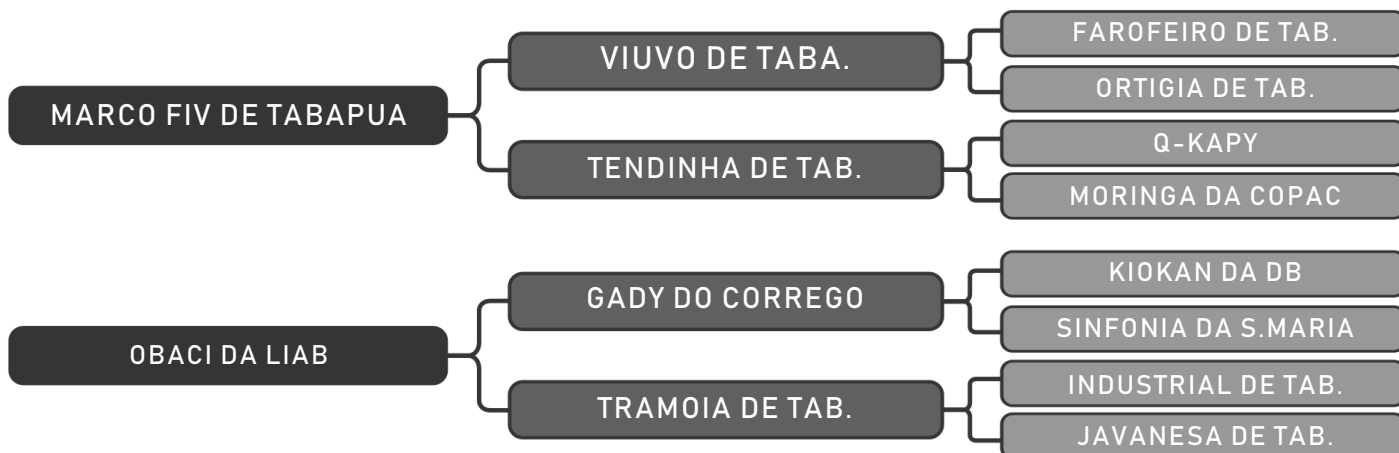 MARCO FIV DE TABAPUA
VIUVO DE TABA.
FAROFEIRO DE TAB.
ORTIGIA DE TAB.
TENDINHA DE TAB.
Q-KAPY
MORINGA DA COPAC
OBACI DA LIAB
GADY DO CORREGO
KIOKAN DA DB
SINFONIA DA S.MARIA
TRAMOIA DE TAB.
INDUSTRIAL DE TAB.
JAVANESA DE TAB.